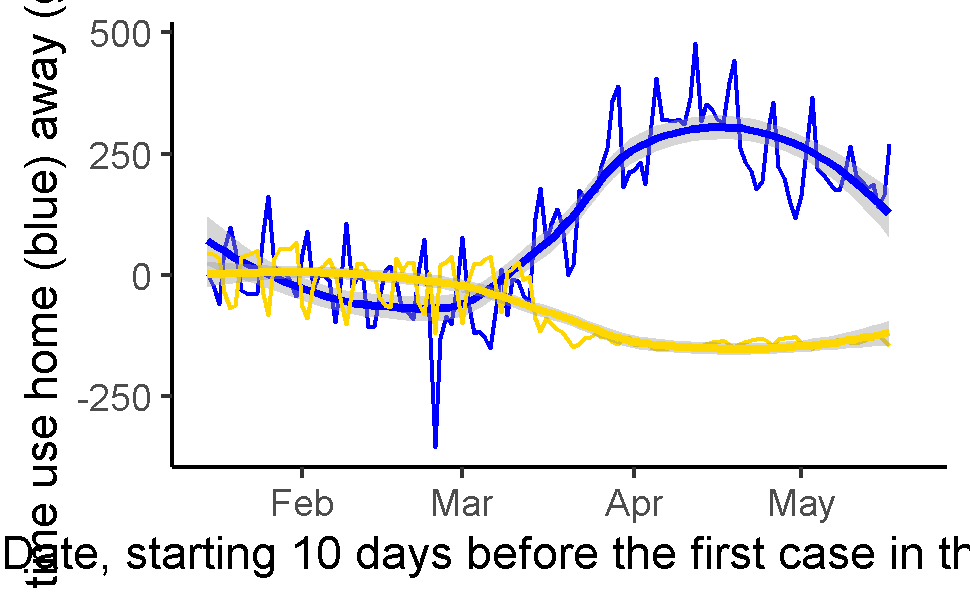 time use home (blue) away (
500
250
0
-250
Feb Mar Apr May
Date, starting 10 days before the first case in th